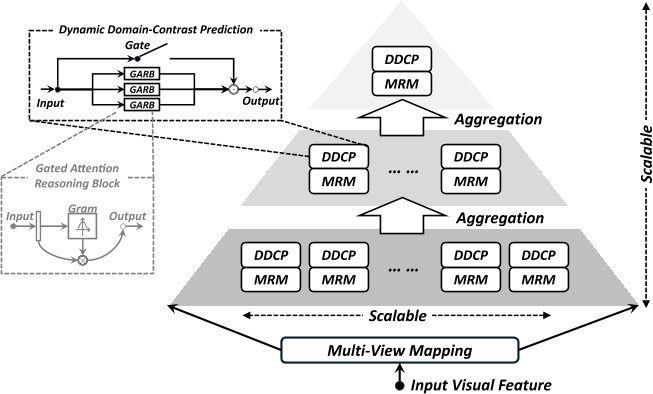 Dynamic Domain-Contrast Prediction
Gate
GARB
GARB
GARB
Input
Output
Gated Attention
Reasoning Block
Input
Gram
Output
DDCP
MRM
Aggregation
DDCP
MRM
... ...
DDCP
MRM
Aggregation
DDCP
MRM
DDCP
MRM
... ...
DDCP
MRM
DDCP
MRM
Scalable
Scalable
Multi-View Mapping
Input Visual Feature